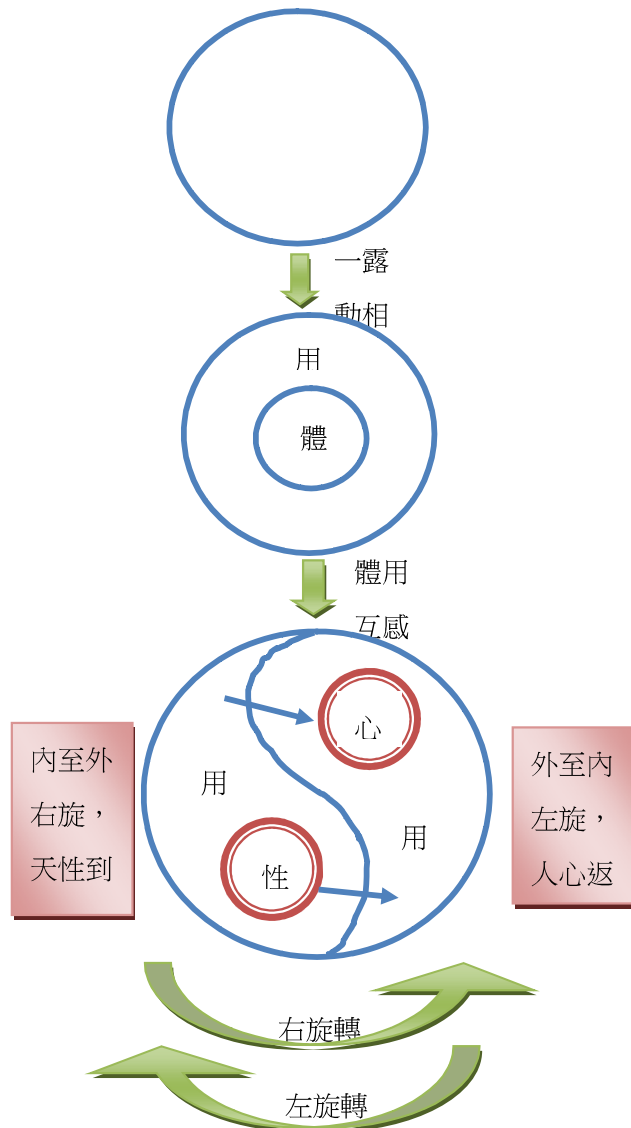 一露
動相
用
體
體用
互感
心
內至外
右旋，
天性到
用
用
性
外至內
左旋，
人心返
右旋轉
左旋轉